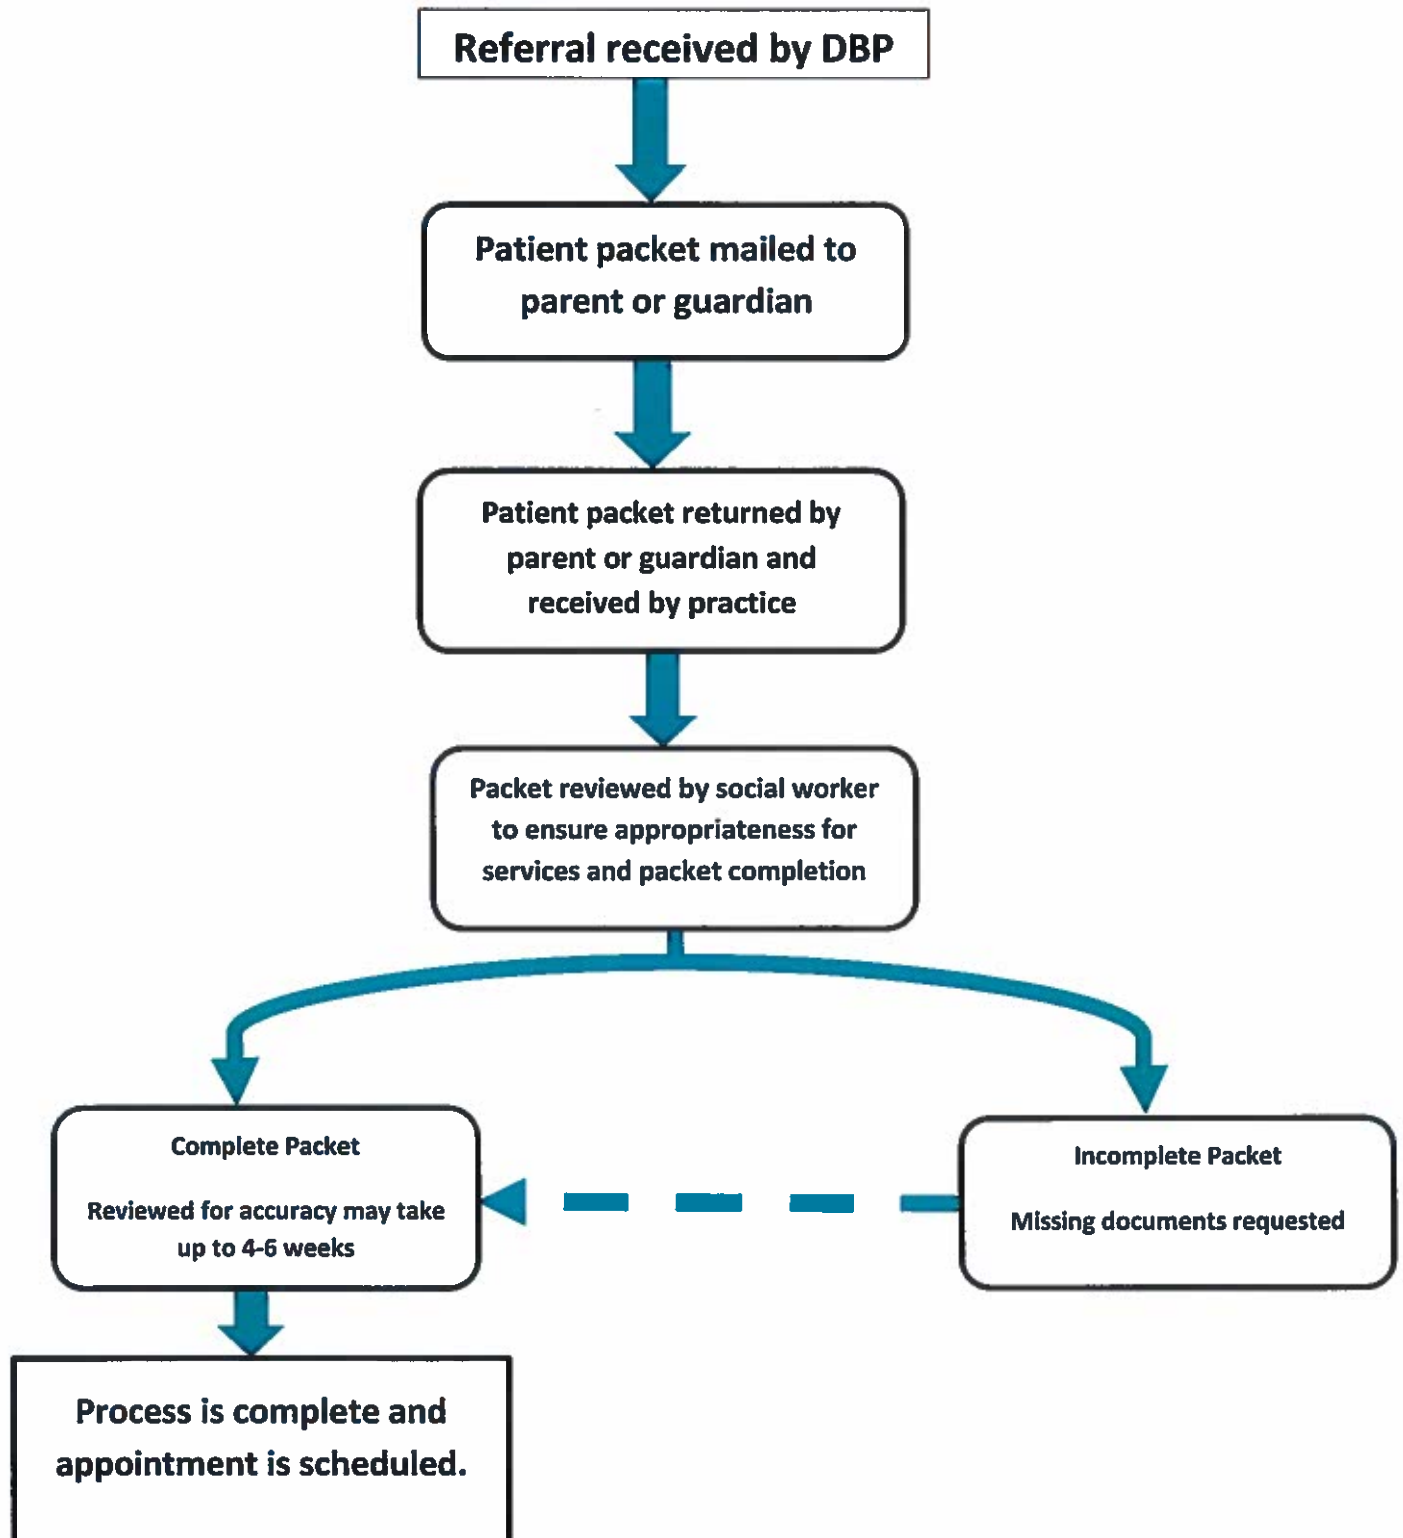 Referral received by DBP
Patient packet mailed to
parent or guardian
Patient packet returned by
parent or guardian and
received by practice
Packet reviewed by social worker
to ensure appropriateness for
services and packet completion
Complete Packet
Reviewed for accuracy may take
up to 4-6 weeks
Incomplete Packet
Missing documents requested
Process is complete and
appointment is scheduled.